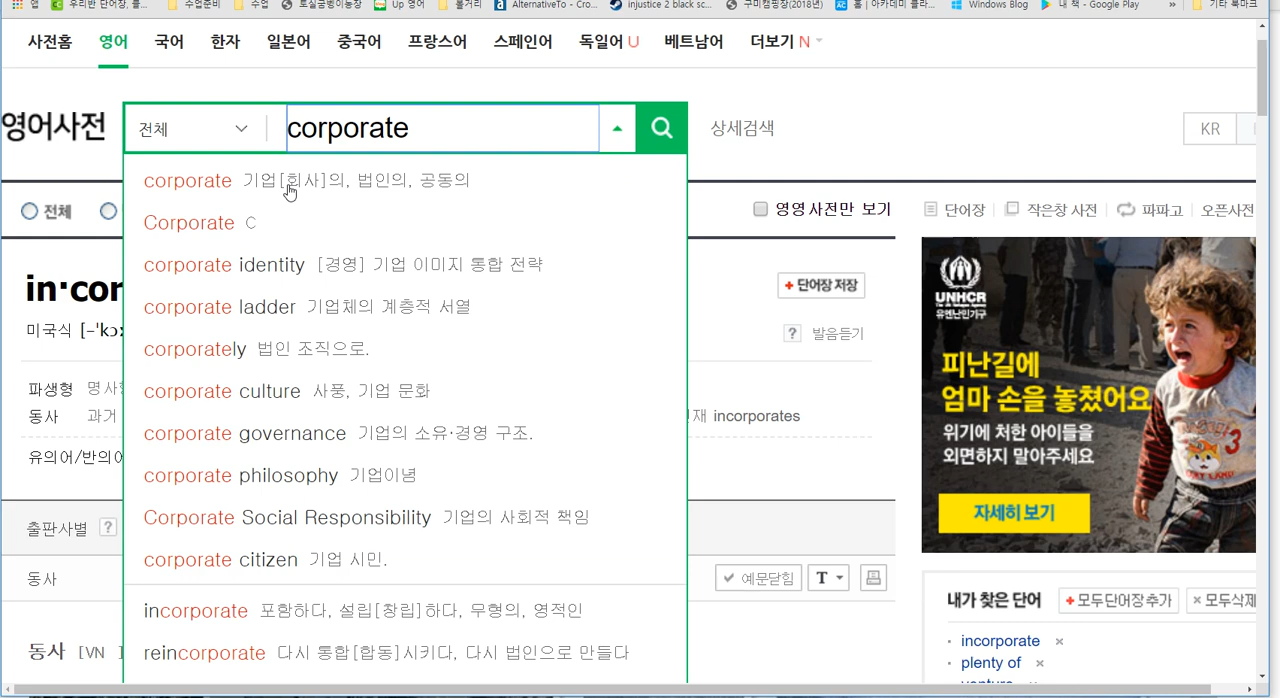 앱 우리반 단어장, 클... 수업준비 수업 토실금방이농장 Up 영어 볼거리 AlternativeTo - Cro... injustice 2 black sc... 구미캠핑장(2018년) 홈 | 아카데미 클라... Windows Blog 내 책 - Google Play » 기타 북마크
사전홈 영어 국어 한자 일본어 중국어 프랑스어 스페인어 독일어 U 베트남어 더보기 N
영어사전 전체 corporate 상세검색 KR
corporate 기업[회사]의, 법인의, 공동의
전체 영영사전만 보기 단어장 작은창 사전 파파고 오픈사전
Corporate C
corporate identity [경영] 기업 이미지 통합 전략
in·cor + 단어장 저장
corporate ladder 기업체의 계층적 서열
미국식 [-ˈkɔː ? 발음듣기
corporately 법인 조직으로.
파생형 명사
corporate culture 사풍, 기업 문화
동사 과거 재 incorporates
corporate governance 기업의 소유·경영 구조.
유의어/반의어
corporate philosophy 기업이념
Corporate Social Responsibility 기업의 사회적 책임
출판사별 ?
corporate citizen 기업 시민.
동사 예문닫힘 T
incorporate 포함하다, 설립[창립]하다, 무형의, 영적인
동사 [VN]
reincorporate 다시 통합[합동]시키다, 다시 법인으로 만들다
UNHCR
유엔난민기구
피난길에
엄마 손을 놓쳤어요
위기에 처한 아이들을
외면하지 말아주세요
자세히 보기
내가 찾은 단어 + 모두단어장추가 × 모두삭제
· incorporate ×
· plenty of ×
venture